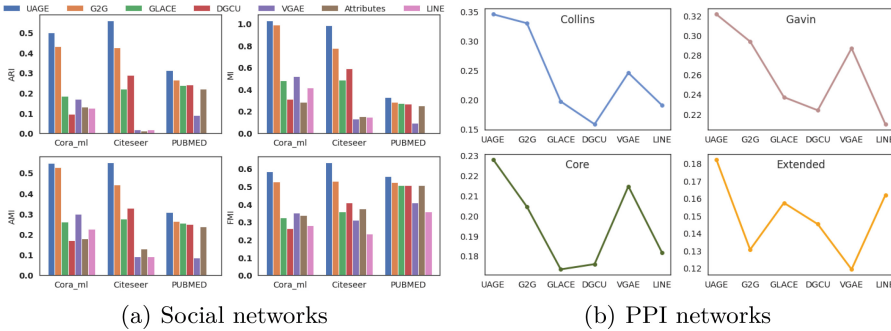 UAGE G2G GLACE DGCU VGAE Attributes LINE
0.5
0.4
0.3
0.2
0.1
0.0
ARI
Cora_ml Citeseer PUBMED
1.0
0.8
0.6
0.4
0.2
0.0
MI
Cora_ml Citeseer PUBMED
0.5
0.4
0.3
0.2
0.1
0.0
AMI
Cora_ml Citeseer PUBMED
0.6
0.5
0.4
0.3
0.2
0.1
0.0
FMI
Cora_ml Citeseer PUBMED
(a) Social networks
Collins
0.35
0.30
0.25
0.20
0.15
UAGE G2G GLACE DGCU VGAE LINE
Gavin
0.32
0.30
0.28
0.26
0.24
0.22
UAGE G2G GLACE DGCU VGAE LINE
Core
0.23
0.22
0.21
0.20
0.19
0.18
UAGE G2G GLACE DGCU VGAE LINE
Extended
0.18
0.17
0.16
0.15
0.14
0.13
0.12
UAGE G2G GLACE DGCU VGAE LINE
(b) PPI networks